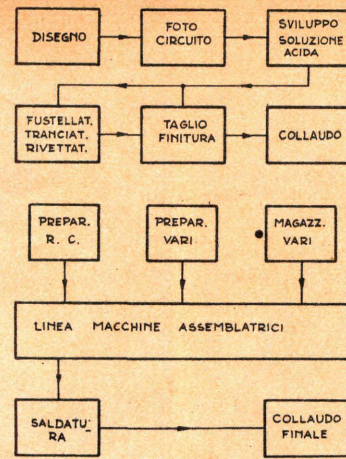 DISEGNO
FOTO
CIRCUITO
SVILUPPO
SOLUZIONE
ACIDA
FUSTELLAT.
TRANCIAT.
RIVETTAT.
TAGLIO
FINITURA
COLLAUDO
PREPAR.
R. C.
PREPAR.
VARI
MAGAZZ.
VARI
LINEA MACCHINE ASSEMBLATRICI
SALDATU-
RA
COLLAUDO
FINALE